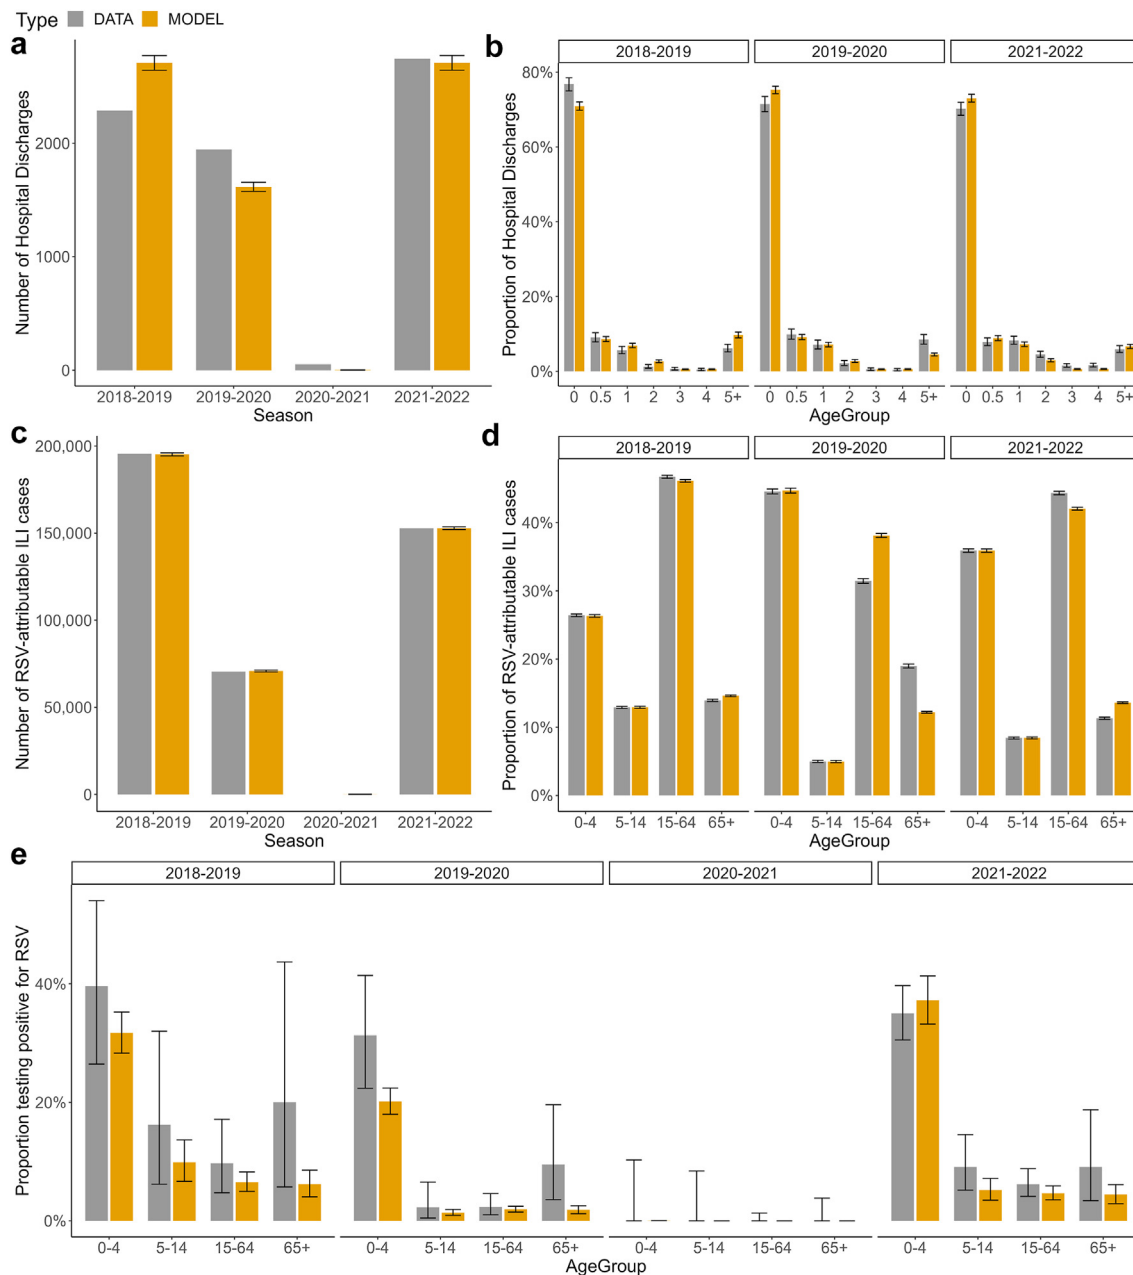 Type DATA MODEL
a
Number of Hospital Discharges
2000
1000
0
2018-2019 2019-2020 2020-2021 2021-2022
Season
b
2018-2019 2019-2020 2021-2022
Proportion of Hospital Discharges
80%
60%
40%
20%
0%
0 0.5 1 2 3 4 5+ 0 0.5 1 2 3 4 5+ 0 0.5 1 2 3 4 5+
AgeGroup
c
Number of RSV-attributable ILI cases
200,000
150,000
100,000
50,000
0
2018-2019 2019-2020 2020-2021 2021-2022
Season
d
2018-2019 2019-2020 2021-2022
Proportion of RSV-attributable ILI cases
40%
30%
20%
10%
0%
0-4 5-14 15-64 65+ 0-4 5-14 15-64 65+ 0-4 5-14 15-64 65+
AgeGroup
e
2018-2019 2019-2020 2020-2021 2021-2022
Proportion testing positive for RSV
40%
20%
0%
0-4 5-14 15-64 65+ 0-4 5-14 15-64 65+ 0-4 5-14 15-64 65+ 0-4 5-14 15-64 65+
AgeGroup